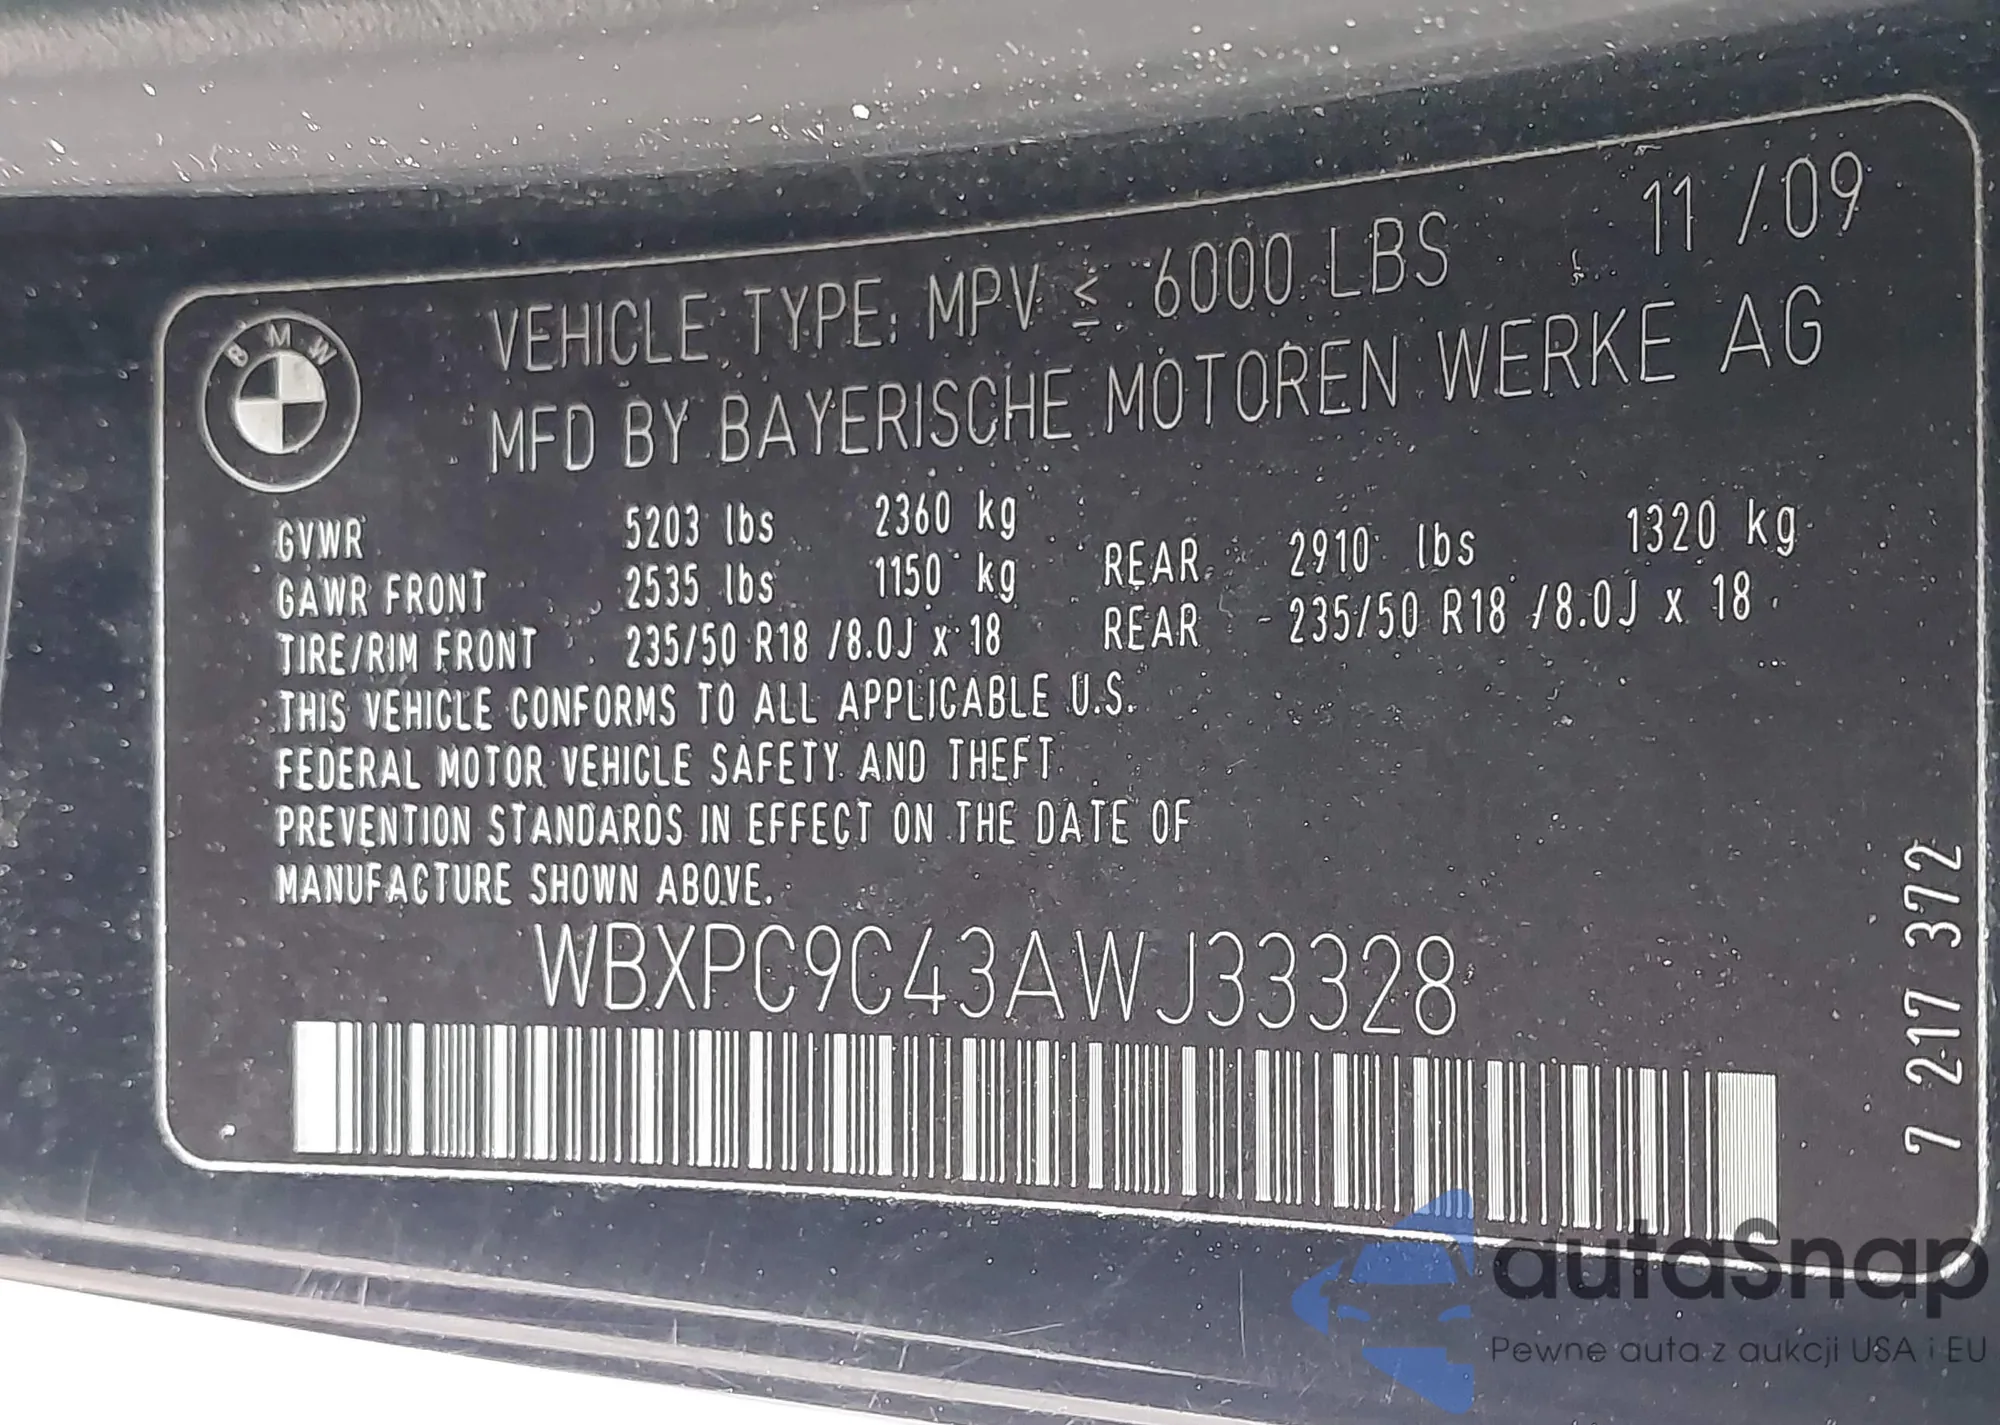 BMW
VEHICLE TYPE: MPV ≤ 6000 LBS 11 /09
MFD BY BAYERISCHE MOTOREN WERKE AG
GVWR 5203 lbs 2360 kg
GAWR FRONT 2535 lbs 1150 kg REAR 2910 lbs 1320 kg
TIRE/RIM FRONT 235/50 R18 /8.0J x 18 REAR 235/50 R18 /8.0J x 18
THIS VEHICLE CONFORMS TO ALL APPLICABLE U.S.
FEDERAL MOTOR VEHICLE SAFETY AND THEFT
PREVENTION STANDARDS IN EFFECT ON THE DATE OF
MANUFACTURE SHOWN ABOVE.
WBXPC9C43AWJ33328
7 217 372
autaSnap
Pewne auta z aukcji USA i EU